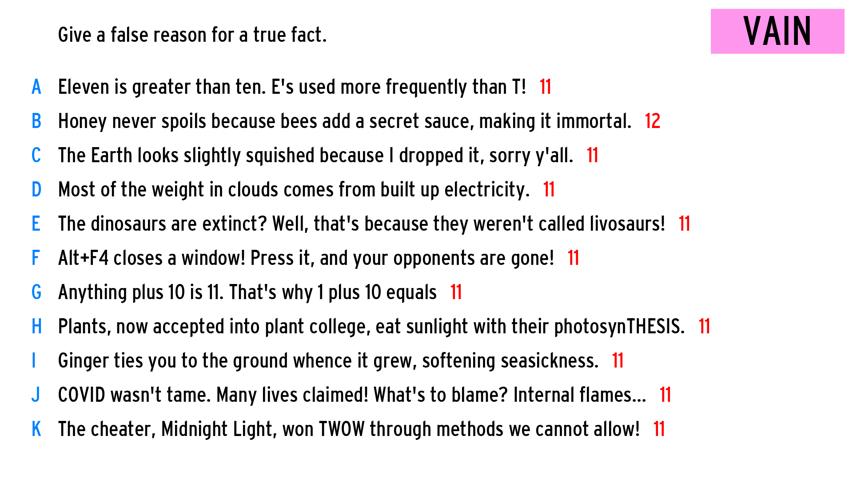 Give a false reason for a true fact.
VAIN
A Eleven is greater than ten. E's used more frequently than T! 11
B Honey never spoils because bees add a secret sauce, making it immortal. 12
C The Earth looks slightly squished because I dropped it, sorry y'all. 11
D Most of the weight in clouds comes from built up electricity. 11
E The dinosaurs are extinct? Well, that's because they weren't called livosaurs! 11
F Alt+F4 closes a window! Press it, and your opponents are gone! 11
G Anything plus 10 is 11. That's why 1 plus 10 equals 11
H Plants, now accepted into plant college, eat sunlight with their photosynTHESIS. 11
I Ginger ties you to the ground whence it grew, softening seasickness. 11
J COVID wasn't tame. Many lives claimed! What's to blame? Internal flames... 11
K The cheater, Midnight Light, won TWOW through methods we cannot allow! 11